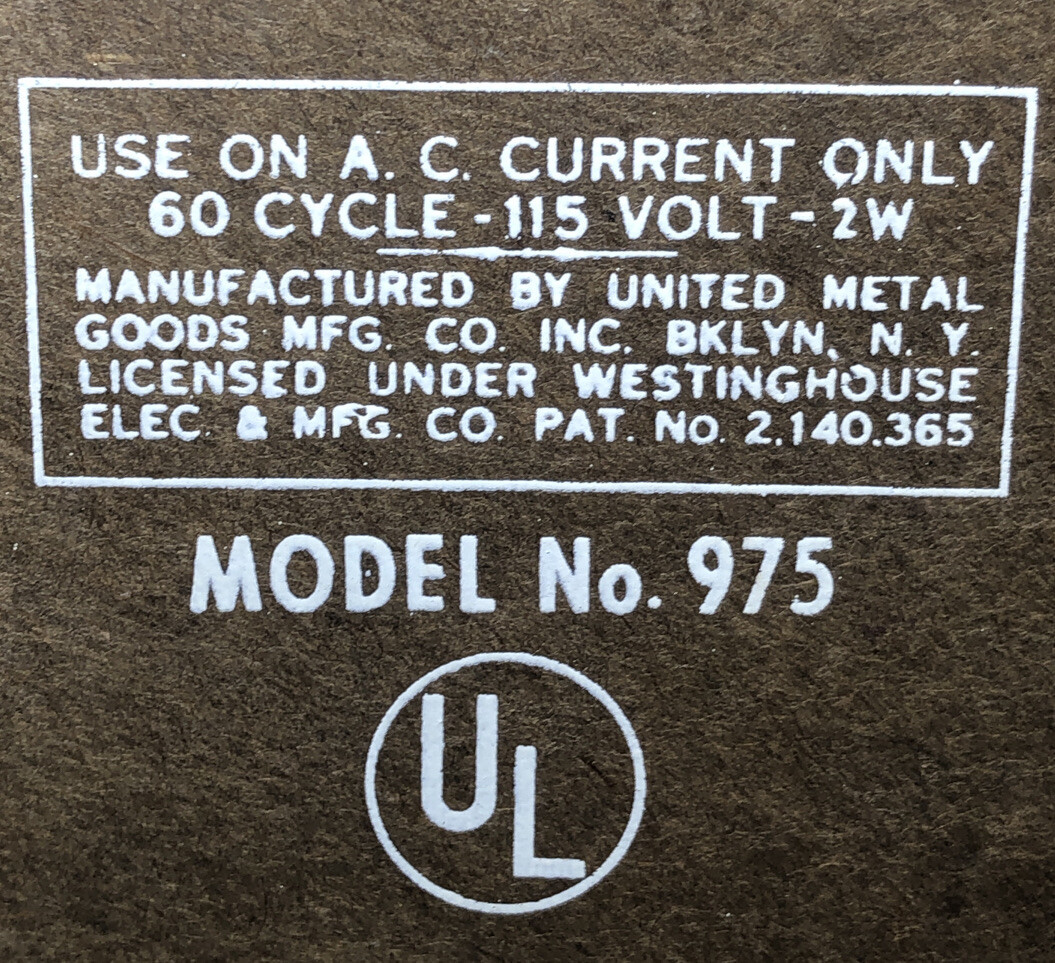 USE ON A. C. CURRENT ONLY
60 CYCLE - 115 VOLT - 2W
MANUFACTURED BY UNITED METAL
GOODS MFG. CO. INC. BKLYN, N. Y.
LICENSED UNDER WESTINGHOUSE
ELEC. & MFG. CO. PAT. No. 2.140.365
MODEL No. 975
UL